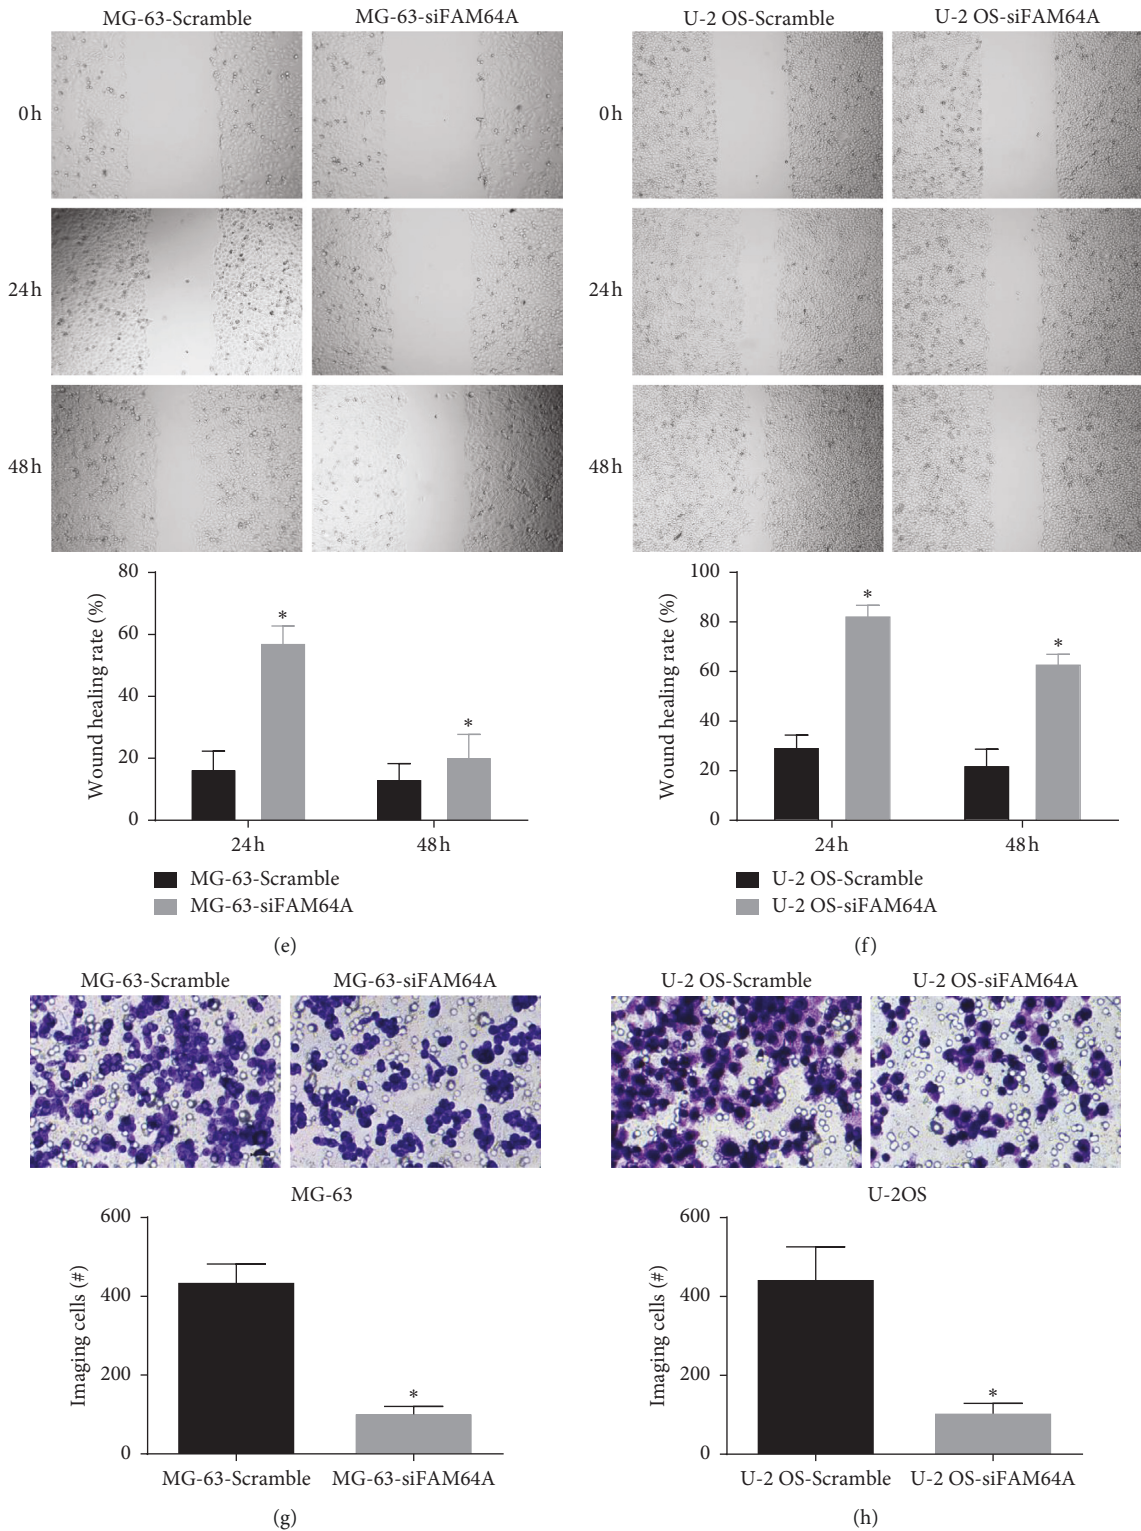 MG-63-Scramble MG-63-siFAM64A
0h
24h
48h
80
60
40
20
0
Wound healing rate (%)
*
*
24h 48h
MG-63-Scramble
MG-63-siFAM64A
(e)
U-2 OS-Scramble U-2 OS-siFAM64A
0h
24h
48h
100
80
60
40
20
0
Wound healing rate (%)
*
*
24h 48h
U-2 OS-Scramble
U-2 OS-siFAM64A
(f)
MG-63-Scramble MG-63-siFAM64A
MG-63
600
400
200
0
Imaging cells (#)
*
MG-63-Scramble MG-63-siFAM64A
(g)
U-2 OS-Scramble U-2 OS-siFAM64A
U-2OS
600
400
200
0
Imaging cells (#)
*
U-2 OS-Scramble U-2 OS-siFAM64A
(h)